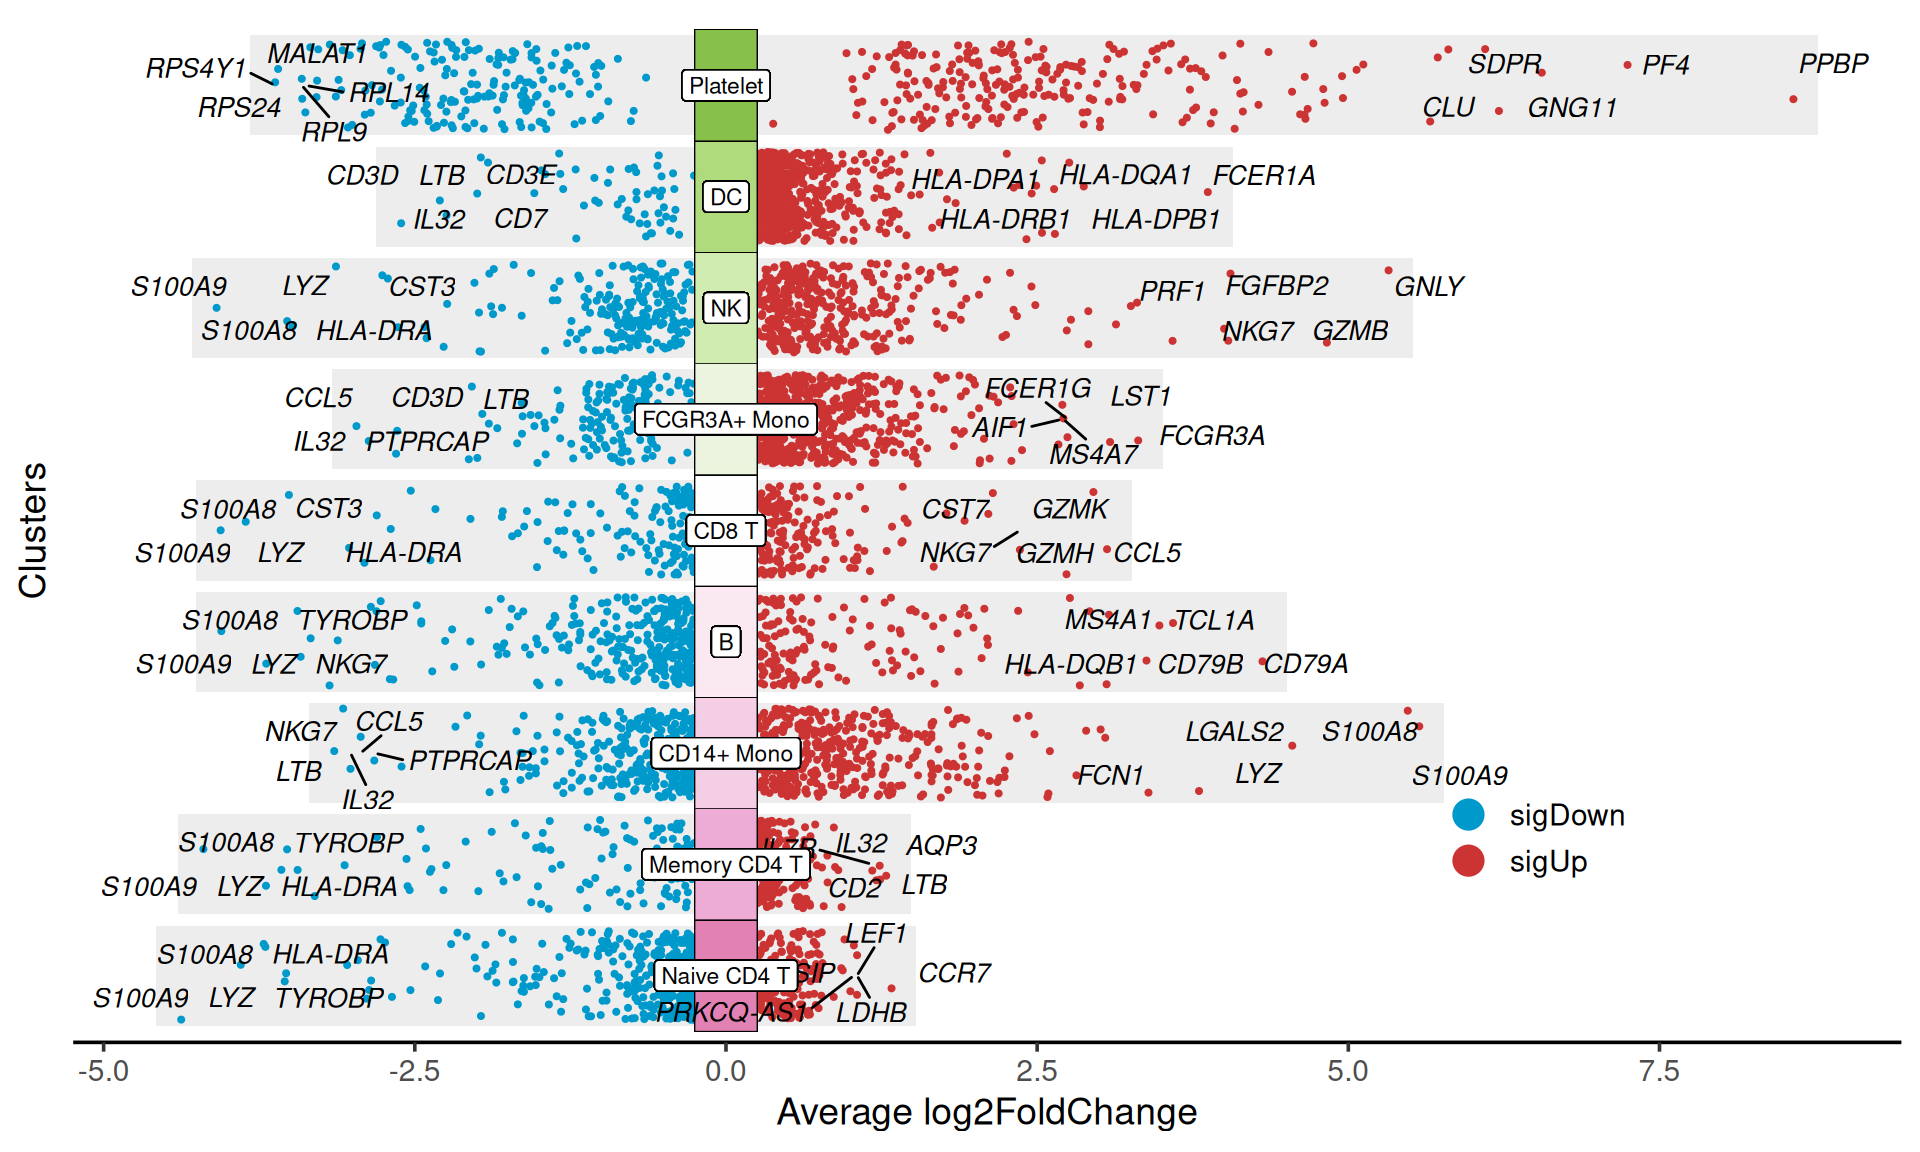 MALAT1
RPS4Y1
RPL14
RPS24
RPL9
Platelet
SDPR
PF4
PPBP
CLU
GNG11
CD3D LTB CD3E
IL32 CD7
DC
HLA-DPA1 HLA-DQA1 FCER1A
HLA-DRB1 HLA-DPB1
S100A9 LYZ CST3
S100A8 HLA-DRA
NK
PRF1 FGFBP2 GNLY
NKG7 GZMB
CCL5 CD3D LTB
IL32 PTPRCAP
FCGR3A+ Mono
FCER1G LST1
AIF1
FCGR3A
MS4A7
S100A8 CST3
S100A9 LYZ HLA-DRA
CD8 T
CST7 GZMK
NKG7 GZMH CCL5
S100A8 TYROBP
S100A9 LYZ NKG7
B
MS4A1 TCL1A
HLA-DQB1 CD79B CD79A
NKG7 CCL5
PTPRCAP
LTB
IL32
CD14+ Mono
LGALS2 S100A8
FCN1 LYZ S100A9
S100A8 TYROBP
S100A9 LYZ HLA-DRA
Memory CD4 T
IL32 AQP3
CD2 LTB
S100A8 HLA-DRA
S100A9 LYZ TYROBP
Naive CD4 T
LEF1
CCR7
PRKCQ-AS1 LDHB
sigDown
sigUp
Clusters
-5.0 -2.5 0.0 2.5 5.0 7.5
Average log2FoldChange